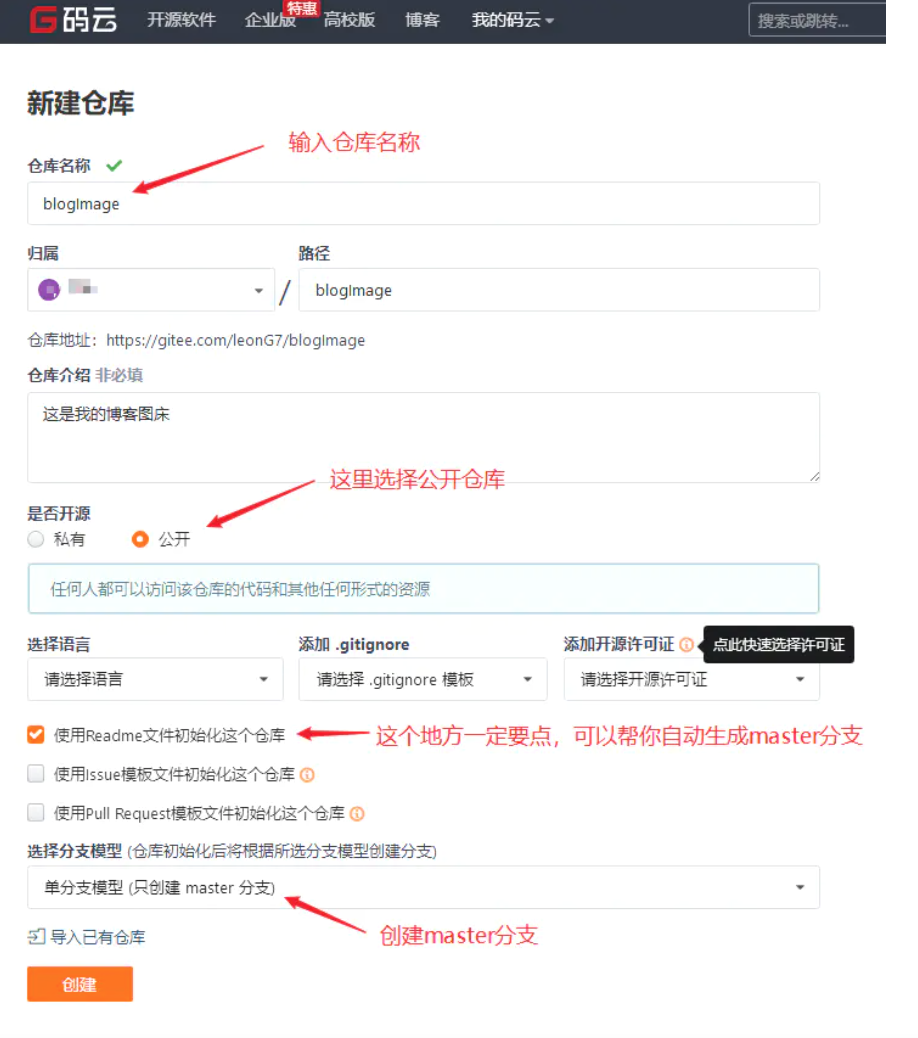 G码云 开源软件 企业版 特惠 高校版 博客 我的码云 搜索或跳转...
新建仓库
输入仓库名称
仓库名称
blogImage
归属 路径
/ blogImage
仓库地址：https://gitee.com/leonG7/blogImage
仓库介绍 非必填
这是我的博客图床
这里选择公开仓库
是否开源
私有 公开
任何人都可以访问该仓库的代码和其他任何形式的资源
选择语言 添加 .gitignore 添加开源许可证 点此快速选择许可证
请选择语言 请选择 .gitignore 模板 请选择开源许可证
使用Readme文件初始化这个仓库 这个地方一定要点，可以帮你自动生成master分支
使用Issue模板文件初始化这个仓库
使用Pull Request模板文件初始化这个仓库
选择分支模型 (仓库初始化后将根据所选分支模型创建分支)
单分支模型 (只创建 master 分支)
创建master分支
导入已有仓库
创建